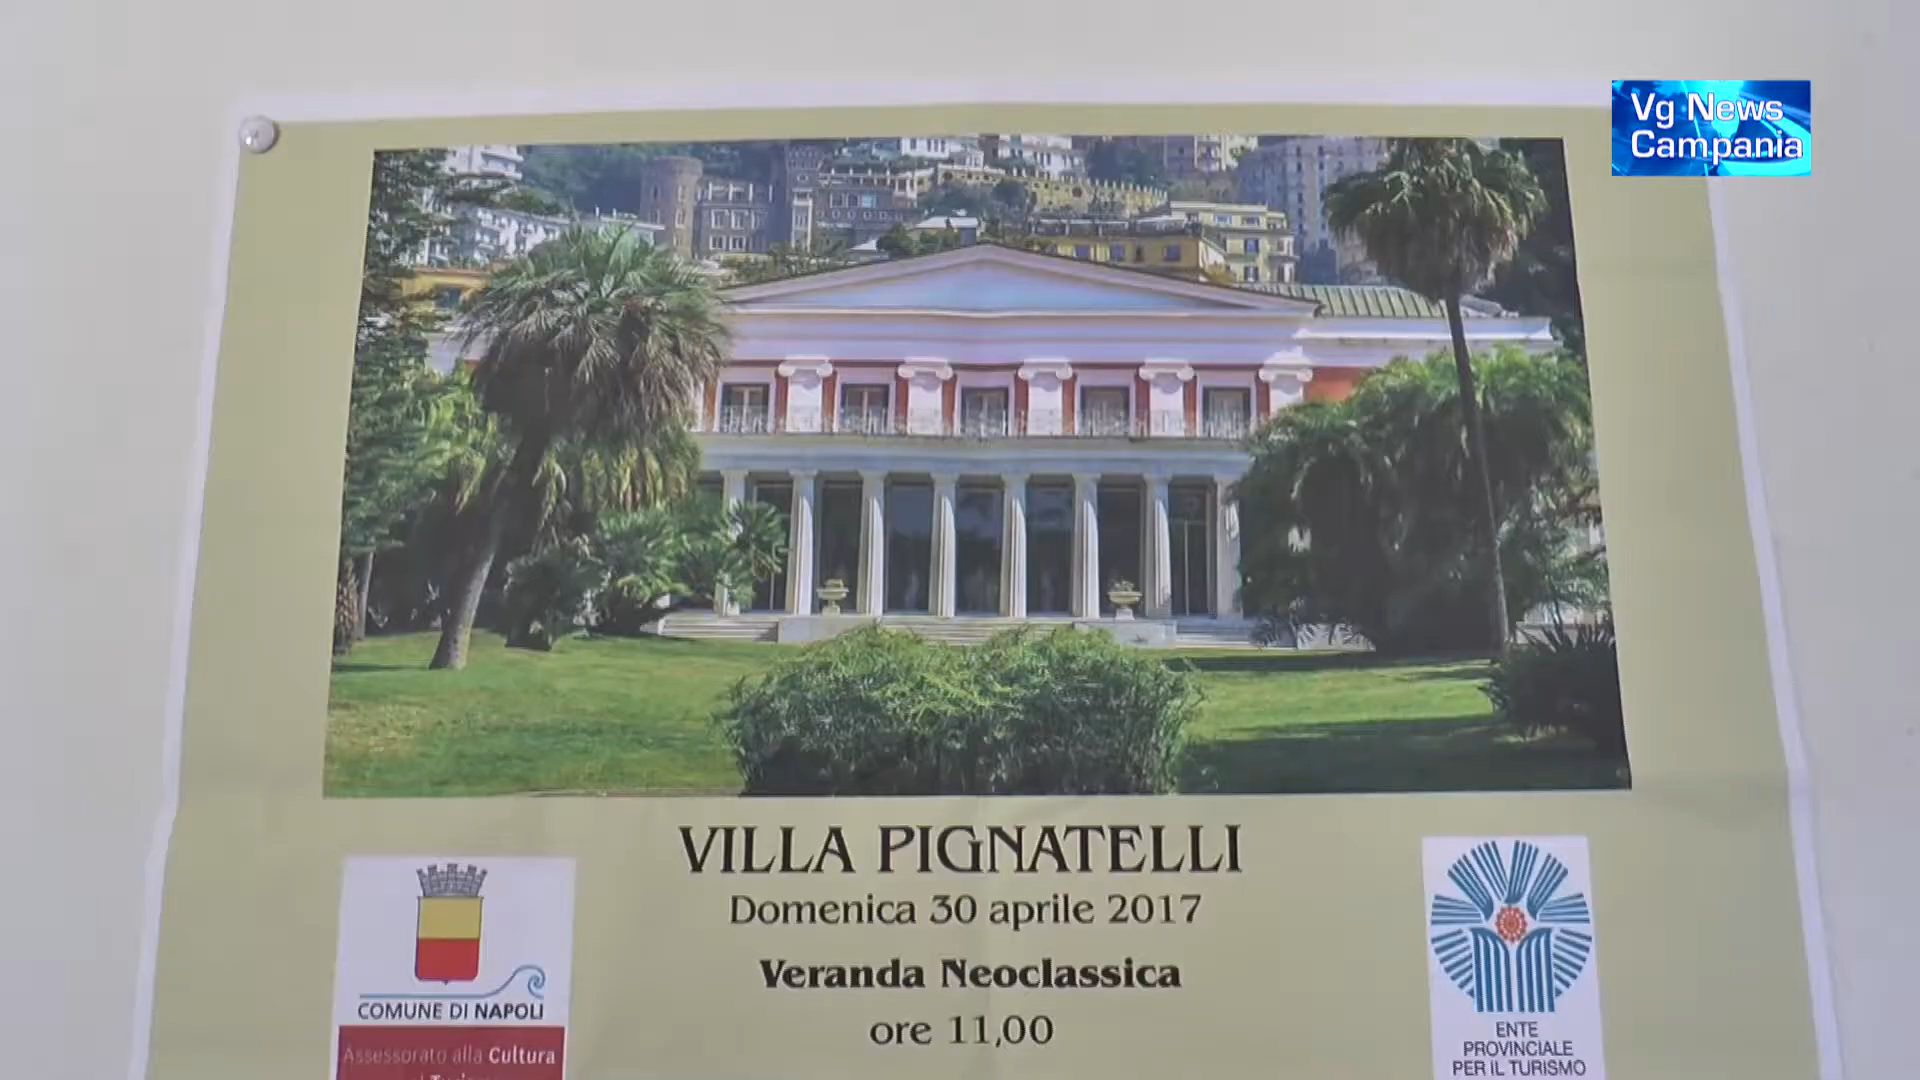 Vg News
Campania
VILLA PIGNATELLI
Domenica 30 aprile 2017
Veranda Neoclassica
ore 11,00
COMUNE DI NAPOLI
Assessorato alla Cultura
ENTE
PROVINCIALE
PER IL TURISMO